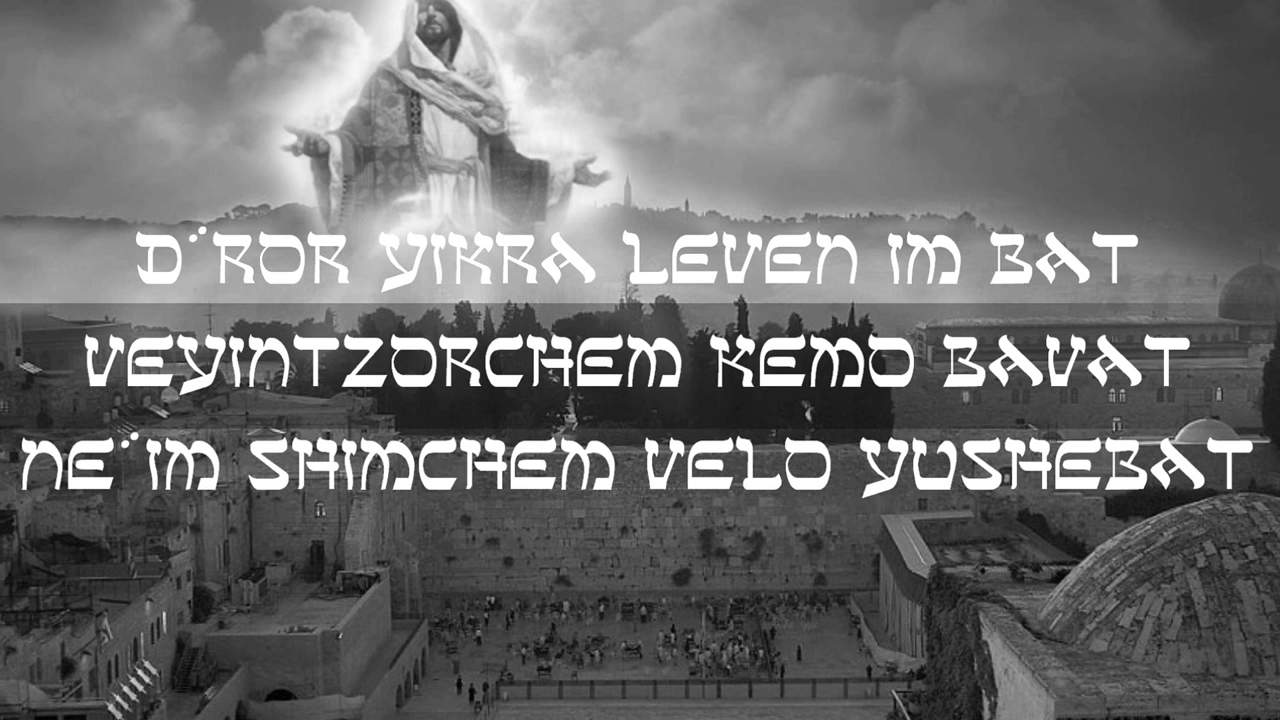 D'ROR YIKRA LEVEN IM BAT
VEYINTZORCHEM KEMO BAVAT
NE'IM SHIMCHEM VELO YUSHEBAT